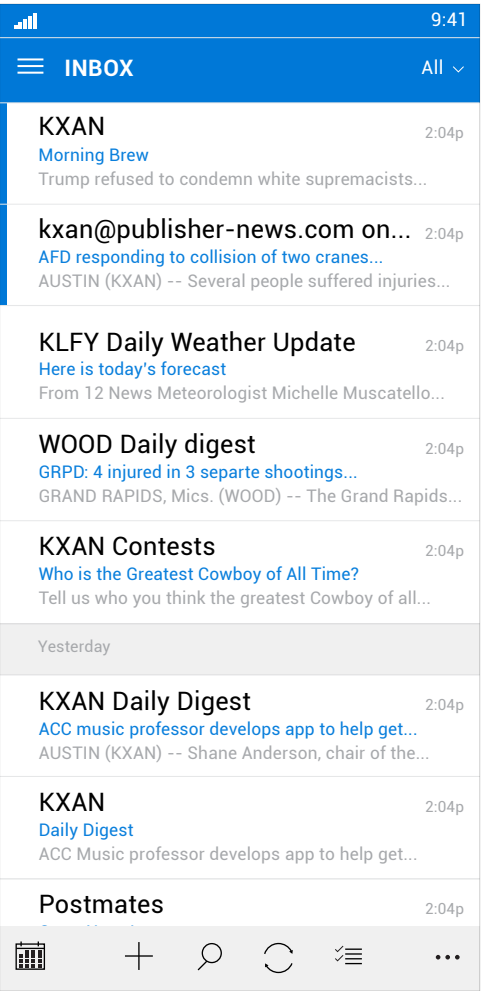 9:41
INBOX
All
KXAN
2:04p
Morning Brew
Trump refused to condemn white supremacists...
kxan@publisher-news.com on...
2:04p
AFD responding to collision of two cranes...
AUSTIN (KXAN) -- Several people suffered injuries...
KLFY Daily Weather Update
2:04p
Here is today's forecast
From 12 News Meteorologist Michelle Muscatello...
WOOD Daily digest
2:04p
GRPD: 4 injured in 3 separte shootings...
GRAND RAPIDS, Mics. (WOOD) -- The Grand Rapids...
KXAN Contests
2:04p
Who is the Greatest Cowboy of All Time?
Tell us who you think the greatest Cowboy of all...
Yesterday
KXAN Daily Digest
2:04p
ACC music professor develops app to help get...
AUSTIN (KXAN) -- Shane Anderson, chair of the...
KXAN
2:04p
Daily Digest
ACC Music professor develops app to help get...
Postmates
2:04p